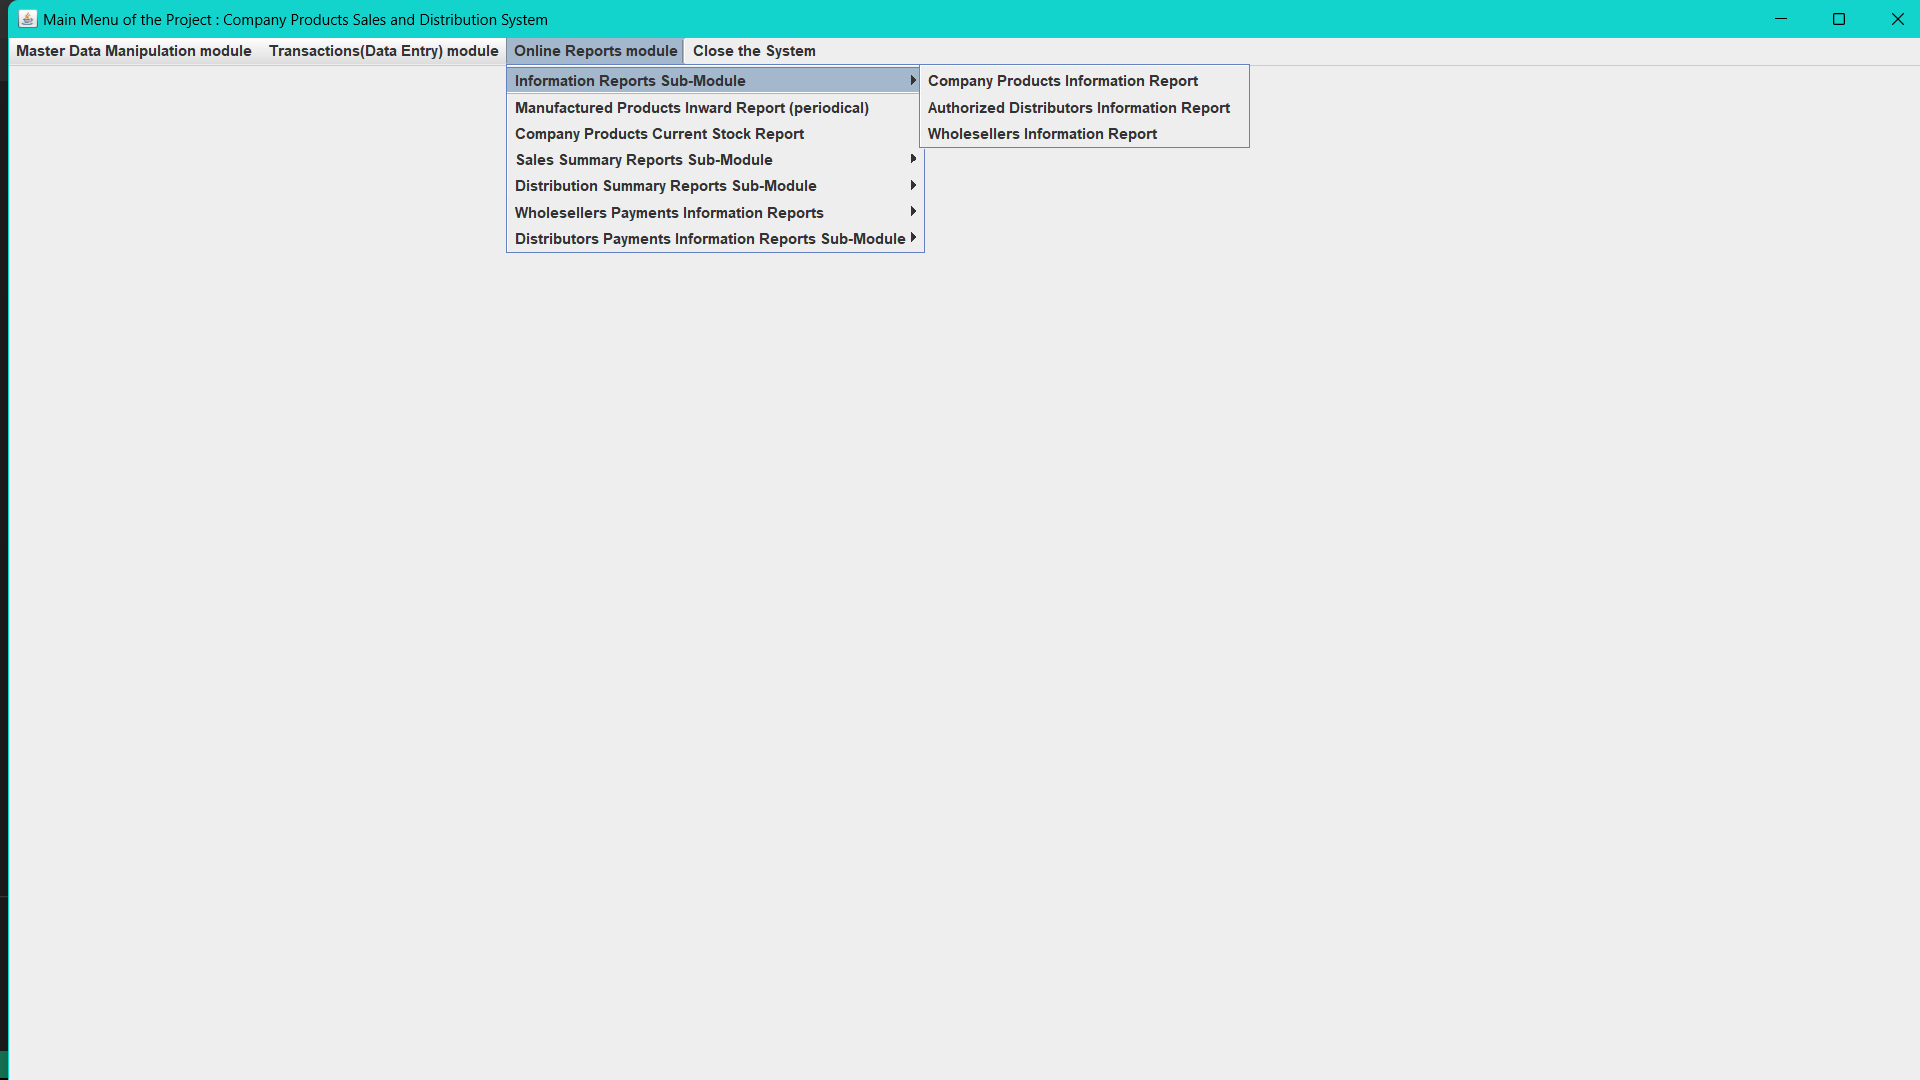 Main Menu of the Project : Company Products Sales and Distribution System
Master Data Manipulation module Transactions(Data Entry) module Online Reports module Close the System
Information Reports Sub-Module
Manufactured Products Inward Report (periodical)
Company Products Current Stock Report
Sales Summary Reports Sub-Module
Distribution Summary Reports Sub-Module
Wholesellers Payments Information Reports
Distributors Payments Information Reports Sub-Module
Company Products Information Report
Authorized Distributors Information Report
Wholesellers Information Report